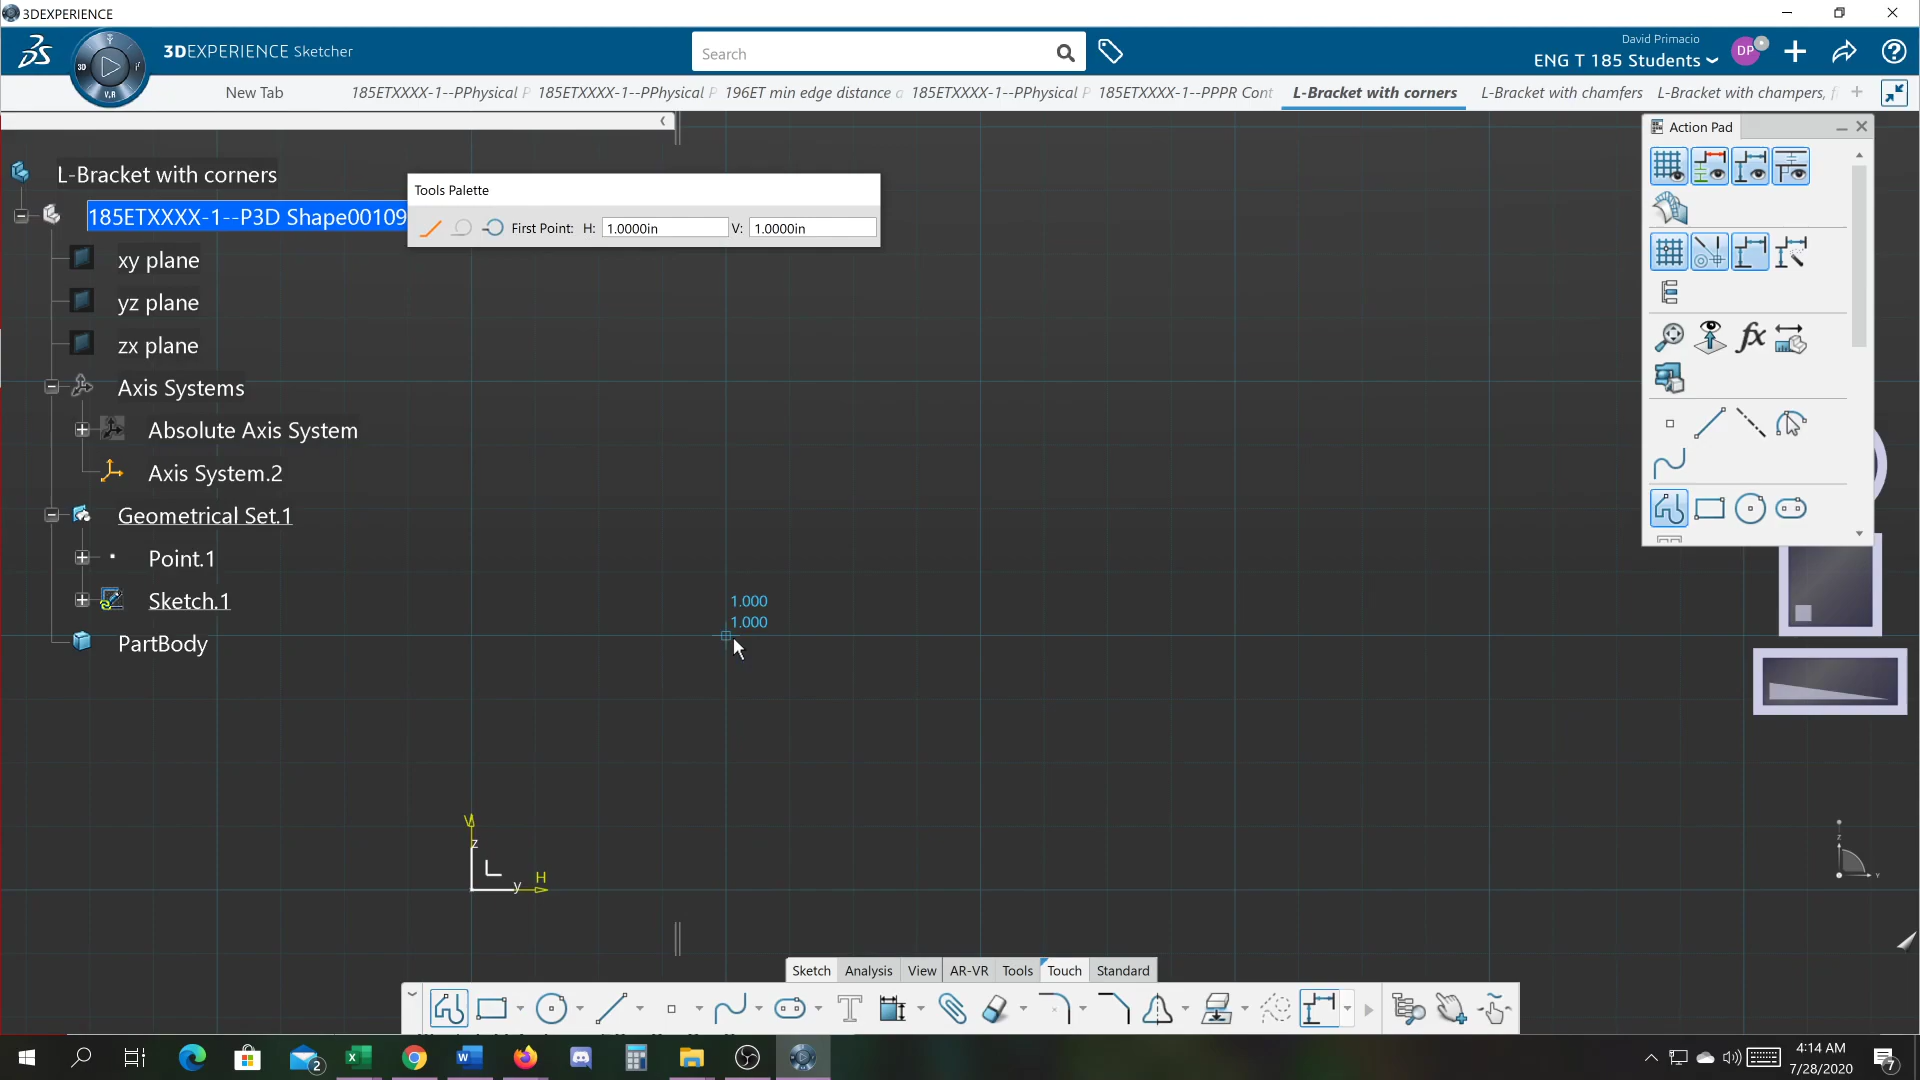 3DEXPERIENCE
3DEXPERIENCE Sketcher
Search
David Primacio
DP
ENG T 185 Students
3D
V.R
New Tab
185ETXXXX-1--PPhysical P
185ETXXXX-1--PPhysical P
196ET min edge distance a
185ETXXXX-1--PPhysical P
185ETXXXX-1--PPPR Cont
L-Bracket with corners
L-Bracket with chamfers
L-Bracket with champers, f
Action Pad
L-Bracket with corners
185ETXXXX-1--P3D Shape00109
Tools Palette
First Point: H: 1.0000in V: 1.0000in
xy plane
yz plane
zx plane
Axis Systems
Absolute Axis System
Axis System.2
Geometrical Set.1
Point.1
Sketch.1
PartBody
fx
1.000
1.000
V
z
H
y
z
Y
Sketch
Analysis
View
AR-VR
Tools
Touch
Standard
2
4:14 AM
7/28/2020
7